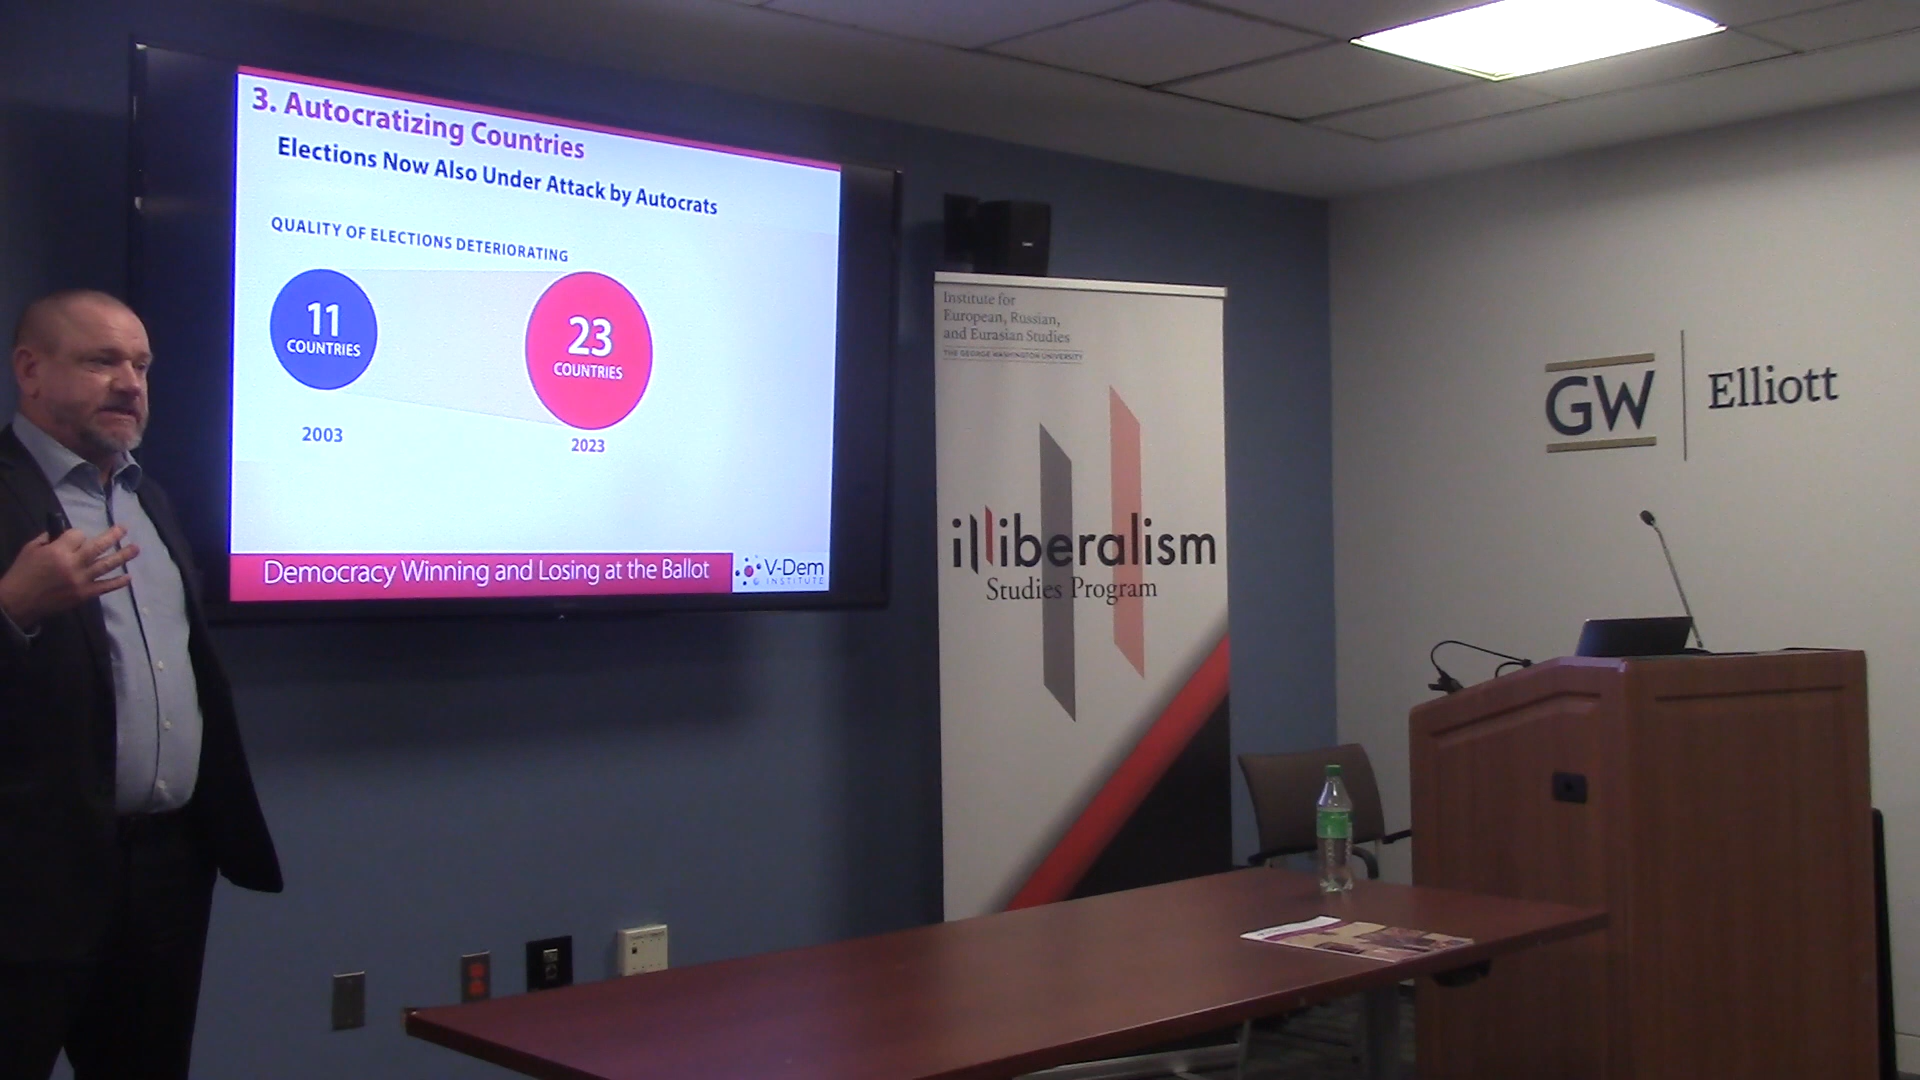 3. Autocratizing Countries
Elections Now Also Under Attack by Autocrats
QUALITY OF ELECTIONS DETERIORATING
11
COUNTRIES
23
COUNTRIES
2003
2023
Democracy Winning and Losing at the Ballot
V-Dem
INSTITUTE
Institute for
European, Russian,
and Eurasian Studies
THE GEORGE WASHINGTON UNIVERSITY
illiberalism
Studies Program
GW
Elliott